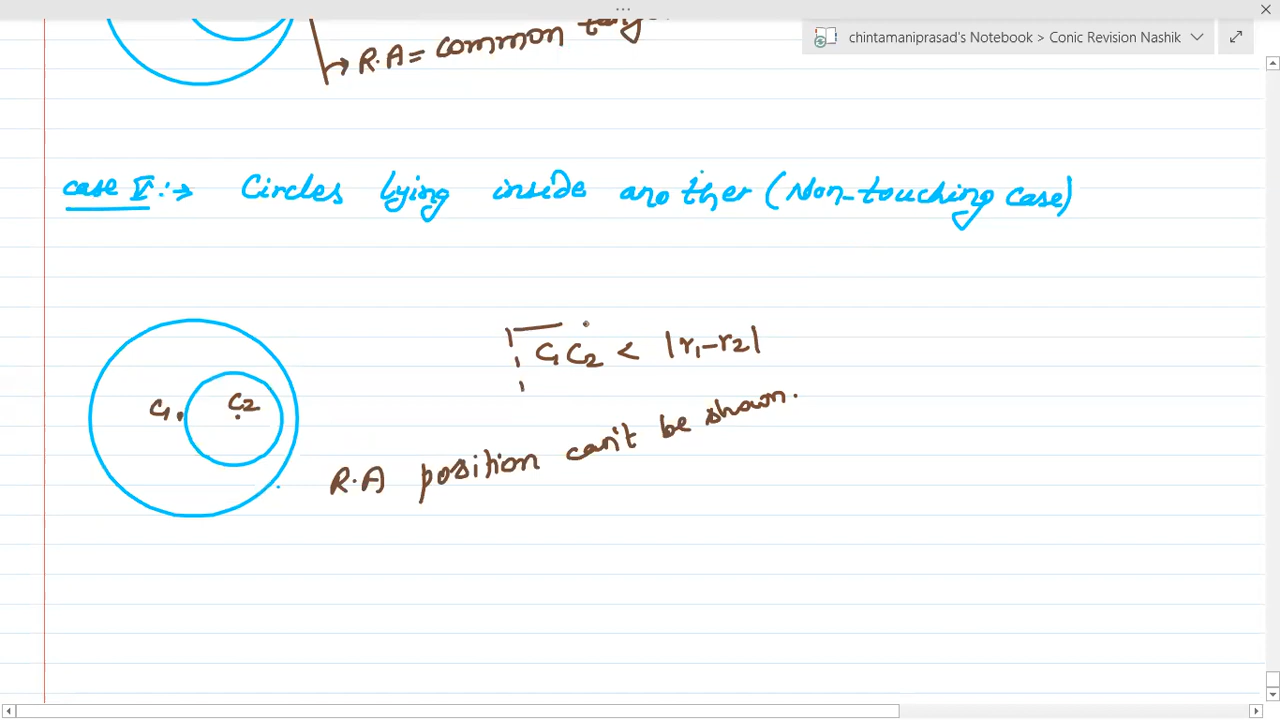 chintamaniprasad's Notebook > Conic Revision Nashik
R.A = common
case V :→ Circles lying inside another (Non-touching case)
C₁C₂ < |r₁-r₂|
C₁ C₂
R.A position can't be shown.